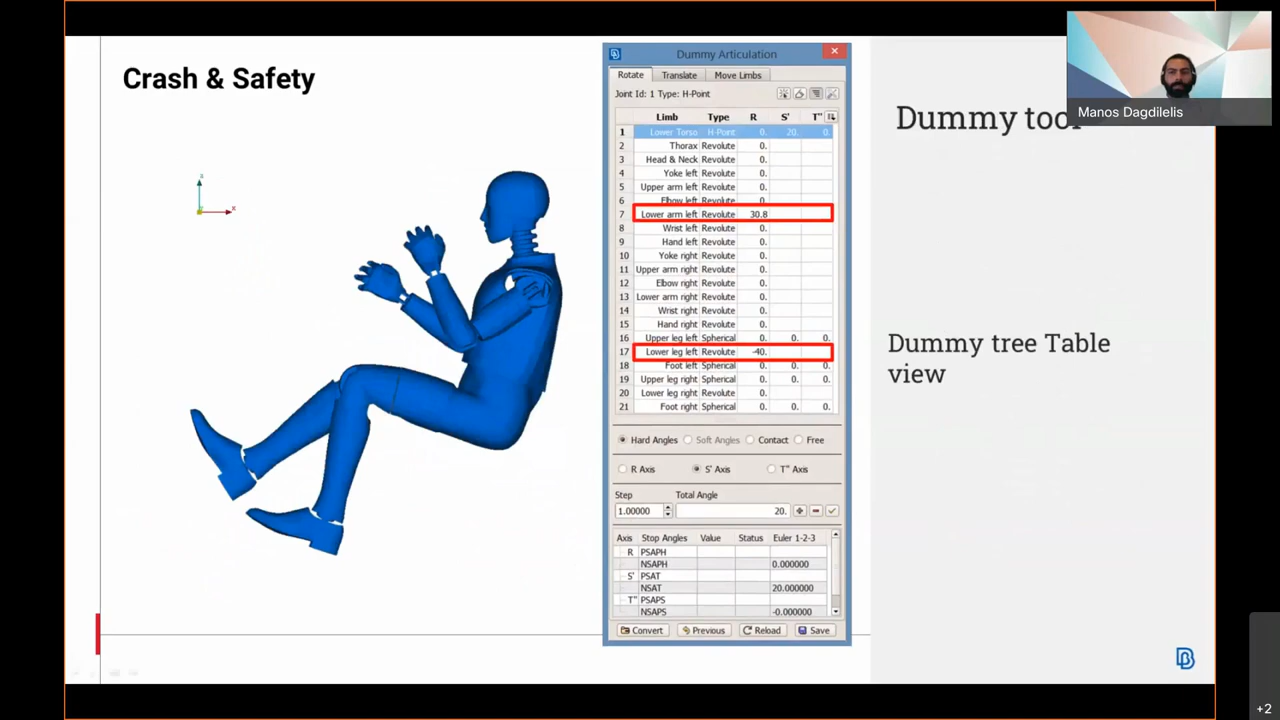 Crash & Safety
z
x
Dummy Articulation
Rotate Translate Move Limbs
Joint Id: 1 Type: H-Point
Limb Type R S' T''
1 Lower Torso H-Point 0. 20. 0.
2 Thorax Revolute 0.
3 Head & Neck Revolute 0.
4 Yoke left Revolute 0.
5 Upper arm left Revolute 0.
6 Elbow left Revolute 0.
7 Lower arm left Revolute 30.8
8 Wrist left Revolute 0.
9 Hand left Revolute 0.
10 Yoke right Revolute 0.
11 Upper arm right Revolute 0.
12 Elbow right Revolute 0.
13 Lower arm right Revolute 0.
14 Wrist right Revolute 0.
15 Hand right Revolute 0.
16 Upper leg left Spherical 0. 0. 0.
17 Lower leg left Revolute -40.
18 Foot left Spherical 0. 0. 0.
19 Upper leg right Spherical 0. 0. 0.
20 Lower leg right Revolute 0.
21 Foot right Spherical 0. 0. 0.
Hard Angles Soft Angles Contact Free
R Axis S' Axis T'' Axis
Step Total Angle
1.00000 20.
Axis Stop Angles Value Status Euler 1-2-3
R PSAPH
NSAPH 0.000000
S' PSAT
NSAT 20.000000
T'' PSAPS
NSAPS -0.000000
Convert Previous Reload Save
Manos Dagdilelis
Dummy tool
Dummy tree Table
view
+2